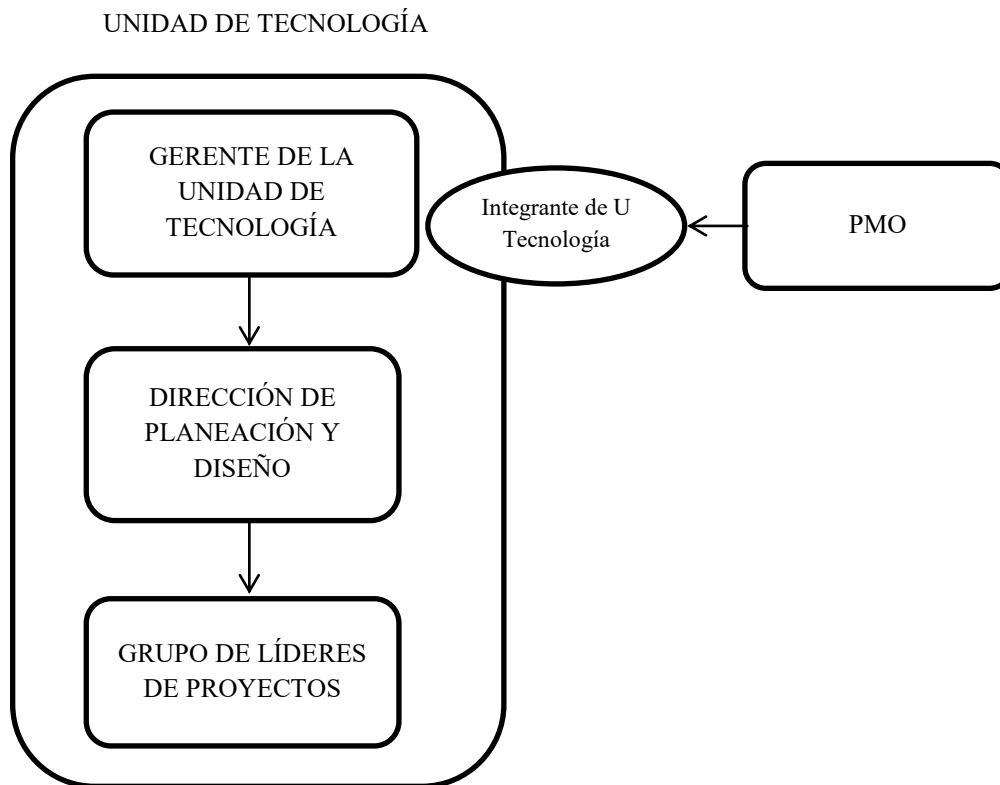 UNIDAD DE TECNOLOGÍA
GERENTE DE LA
UNIDAD DE
TECNOLOGÍA
Integrante de U
Tecnología
PMO
DIRECCIÓN DE
PLANEACIÓN Y
DISEÑO
GRUPO DE LÍDERES
DE PROYECTOS